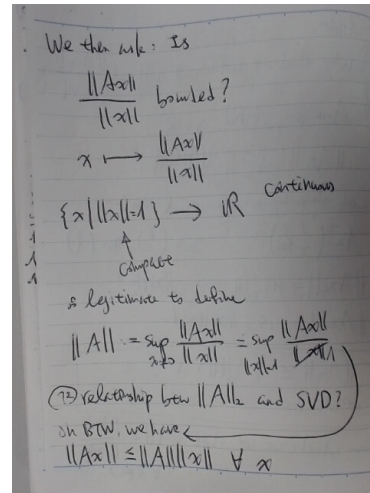 We then ask: Is
||Ax|| / ||x|| bounded?
x ⟼ ||Ax|| / ||x||
{x | ||x||=1} → ℝ continuous
↑
compact
so legitimate to define
||A|| := sup_{x≠0} ||Ax|| / ||x|| = sup_{||x||=1} ||Ax|| / ||x||
relationship btw ||A||₂ and SVD?
BTW, we have
||Ax|| ≤ ||A|| ||x|| ∀ x